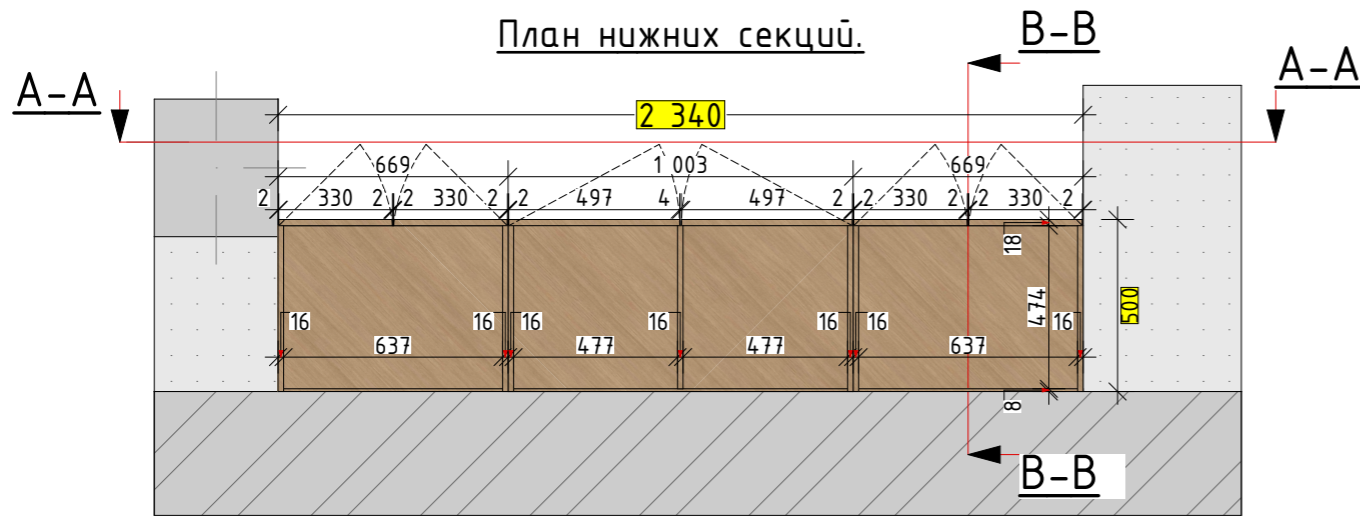 План нижних секций.
В-В
А-А
А-А
2 340
669 1 003 669
2 330 2 2 330 2 2 497 4 497 2 2 330 2 2 330 2
18
474
500
16 16 16 16 16 16 16
637 477 477 637
8
В-В